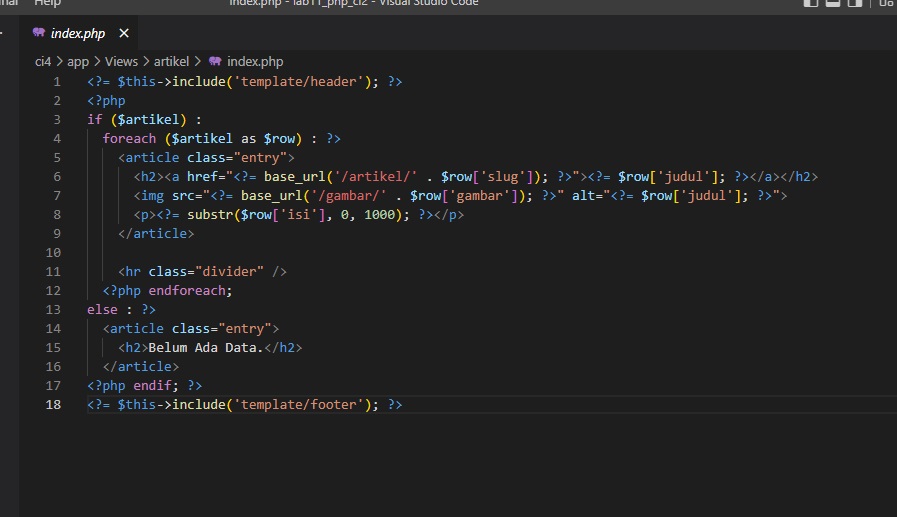 Help
index.php - lab11_php_ci2 - Visual Studio Code
index.php
ci4 > app > Views > artikel > index.php
1 <?= $this->include('template/header'); ?>
2 <?php
3 if ($artikel) :
4 foreach ($artikel as $row) : ?>
5 <article class="entry">
6 <h2><a href="<?= base_url('/artikel/' . $row['slug']); ?>"><?= $row['judul']; ?></a></h2>
7 <img src="<?= base_url('/gambar/' . $row['gambar']); ?>" alt="<?= $row['judul']; ?>">
8 <p><?= substr($row['isi'], 0, 1000); ?></p>
9 </article>
10
11 <hr class="divider" />
12 <?php endforeach;
13 else : ?>
14 <article class="entry">
15 <h2>Belum Ada Data.</h2>
16 </article>
17 <?php endif; ?>
18 <?= $this->include('template/footer'); ?>